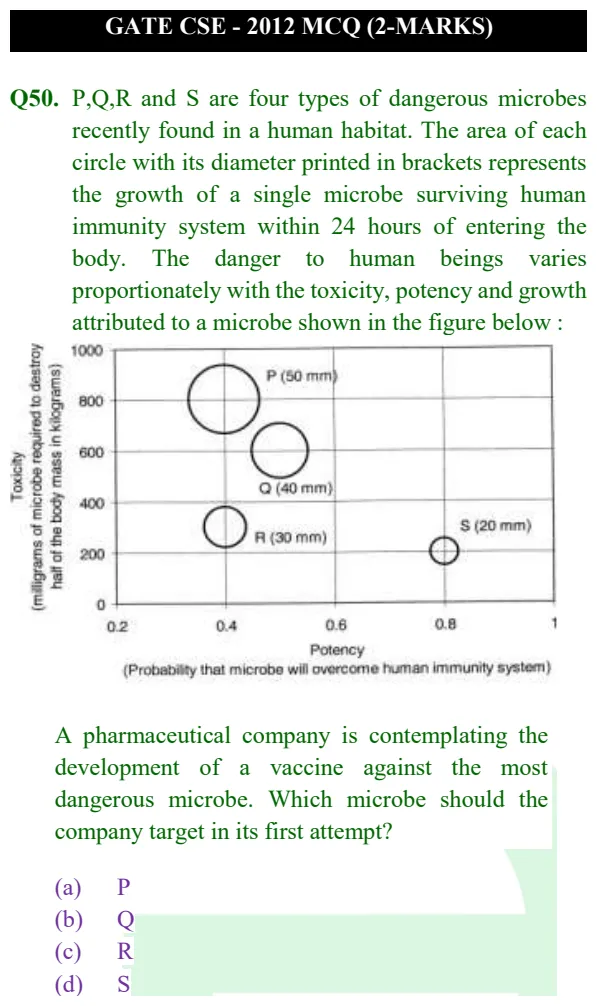 GATE CSE - 2012 MCQ (2-MARKS)
Q50. P,Q,R and S are four types of dangerous microbes
recently found in a human habitat. The area of each
circle with its diameter printed in brackets represents
the growth of a single microbe surviving human
immunity system within 24 hours of entering the
body. The danger to human beings varies
proportionately with the toxicity, potency and growth
attributed to a microbe shown in the figure below :
Toxicity
(milligrams of microbe required to destroy
half of the body mass in kilograms)
1000
800
600
400
200
0
P (50 mm)
Q (40 mm)
R (30 mm)
S (20 mm)
0.2 0.4 0.6 0.8 1
Potency
(Probability that microbe will overcome human immunity system)
A pharmaceutical company is contemplating the
development of a vaccine against the most
dangerous microbe. Which microbe should the
company target in its first attempt?
(a) P
(b) Q
(c) R
(d) S